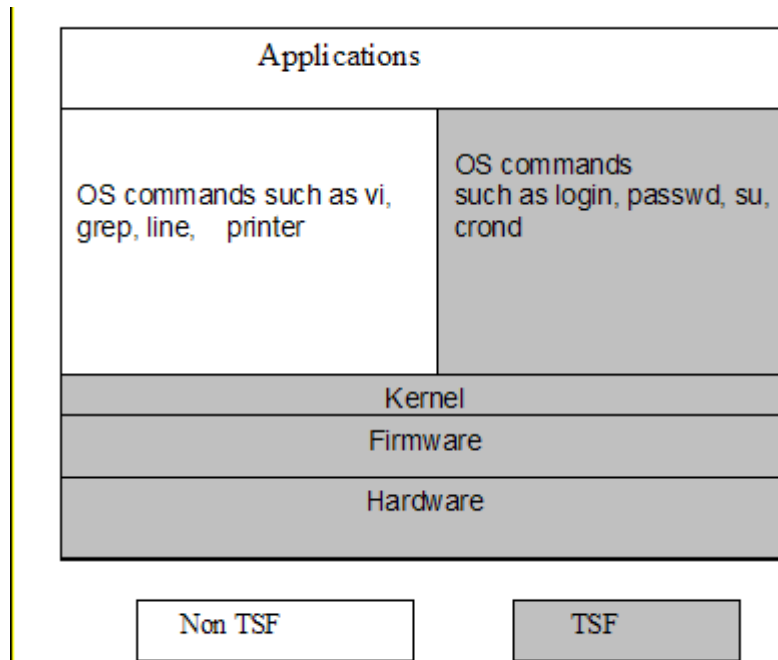 Applications
OS commands such as vi,
grep, line, printer
OS commands
such as login, passwd, su,
crond
Kernel
Firmware
Hardware
Non TSF
TSF